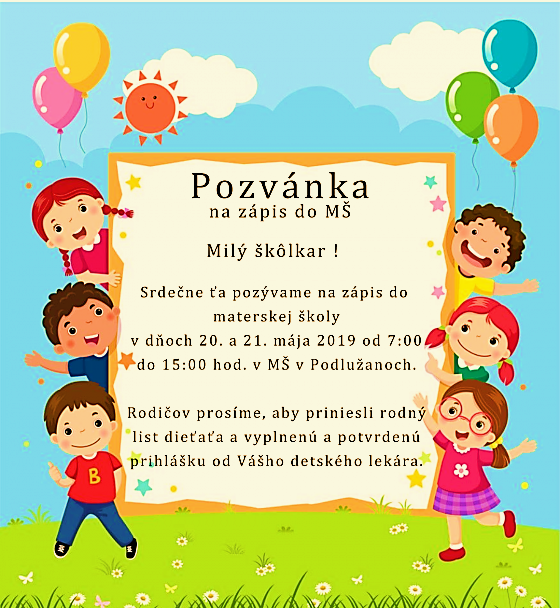 Pozvánka
na zápis do MŠ
Milý škôlkar !
Srdečne ťa pozývame na zápis do
materskej školy
v dňoch 20. a 21. mája 2019 od 7:00
do 15:00 hod. v MŠ v Podlužanoch.
Rodičov prosíme, aby priniesli rodný
list dieťaťa a vyplnenú a potvrdenú
prihlášku od Vášho detského lekára.
B